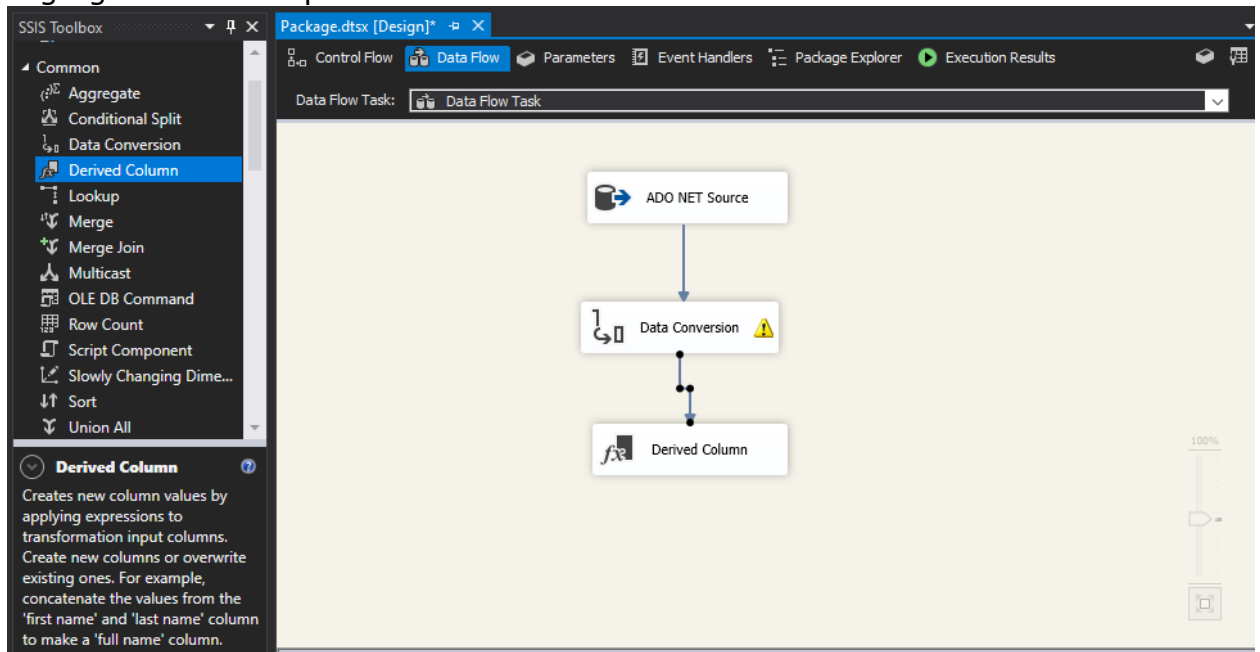 SSIS Toolbox
Package.dtsx [Design]*
Control Flow Data Flow Parameters Event Handlers Package Explorer Execution Results
Data Flow Task: Data Flow Task
Common
Aggregate
Conditional Split
Data Conversion
Derived Column
Lookup
Merge
Merge Join
Multicast
OLE DB Command
Row Count
Script Component
Slowly Changing Dime...
Sort
Union All
Derived Column
Creates new column values by
applying expressions to
transformation input columns.
Create new columns or overwrite
existing ones. For example,
concatenate the values from the
'first name' and 'last name' column
to make a 'full name' column.
ADO NET Source
Data Conversion
Derived Column
100%